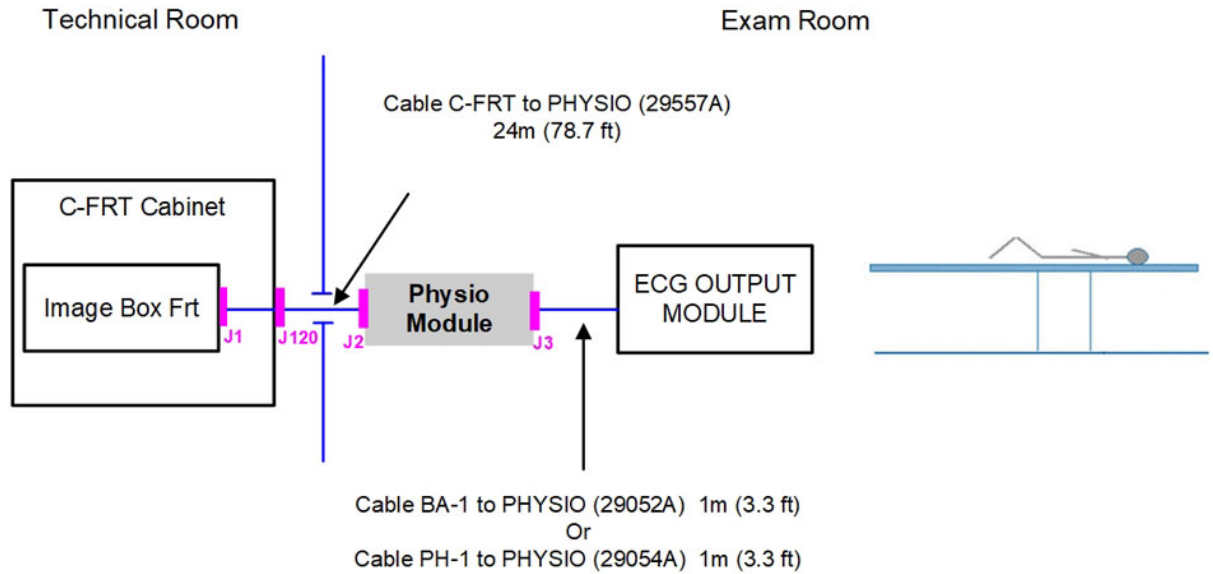 Technical Room
Exam Room
Cable C-FRT to PHYSIO (29557A)
24m (78.7 ft)
C-FRT Cabinet
Image Box Frt
J1
J120
J2
Physio
Module
J3
ECG OUTPUT
MODULE
Cable BA-1 to PHYSIO (29052A) 1m (3.3 ft)
Or
Cable PH-1 to PHYSIO (29054A) 1m (3.3 ft)